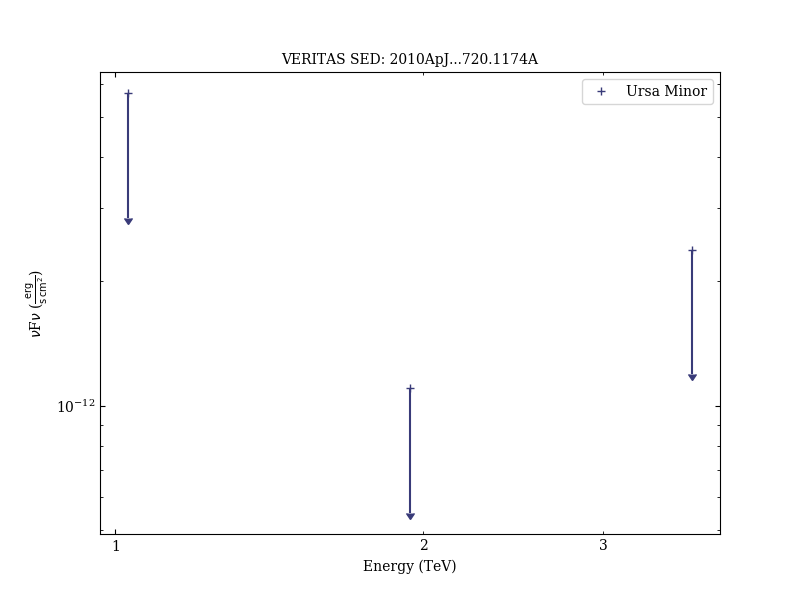 VERITAS SED: 2010ApJ...720.1174A
Ursa Minor
νFν (erg/s cm²)
10⁻¹²
1 2 3
Energy (TeV)